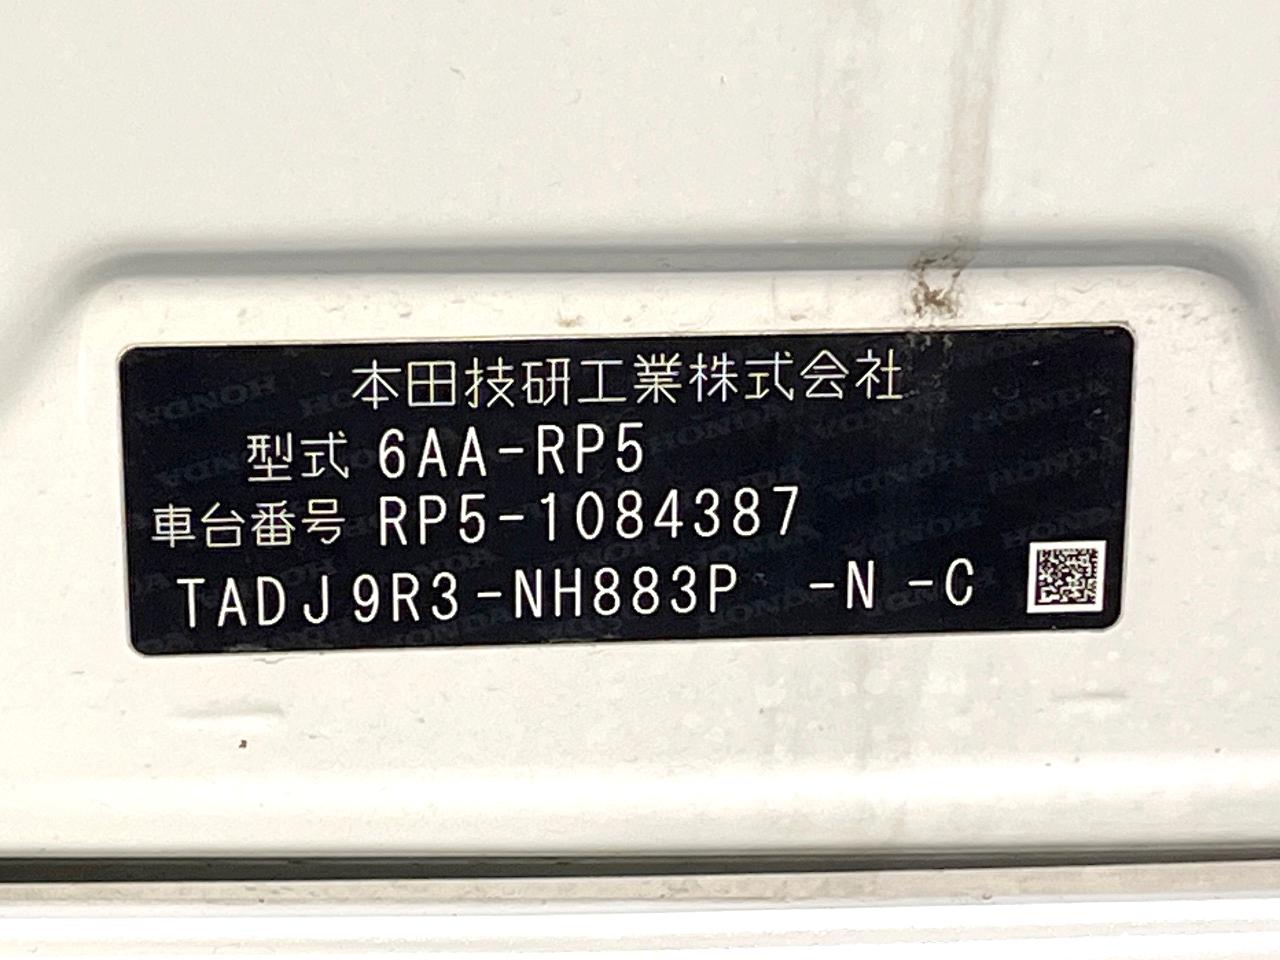 本田技研工業株式会社
型式 6AA-RP5
車台番号 RP5-1084387
TADJ9R3-NH883P -N -C